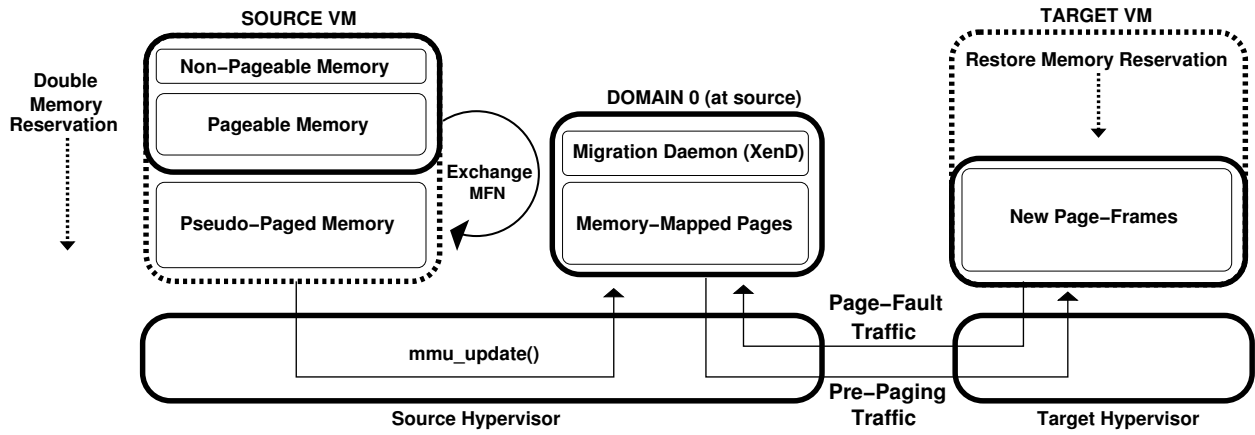 SOURCE VM
Non-Pageable Memory
Pageable Memory
Pseudo-Paged Memory
Double
Memory
Reservation
Exchange
MFN
DOMAIN 0 (at source)
Migration Daemon (XenD)
Memory-Mapped Pages
TARGET VM
Restore Memory Reservation
New Page-Frames
mmu_update()
Page-Fault
Traffic
Pre-Paging
Traffic
Source Hypervisor
Target Hypervisor